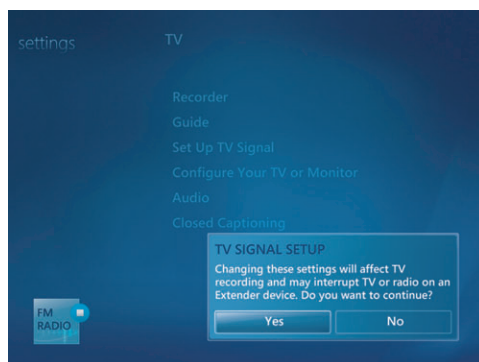 settings
TV
Recorder
Guide
Set Up TV Signal
Configure Your TV or Monitor
Audio
Closed Captioning
TV SIGNAL SETUP
Changing these settings will affect TV
recording and may interrupt TV or radio on an
Extender device. Do you want to continue?
Yes
No
FM
RADIO